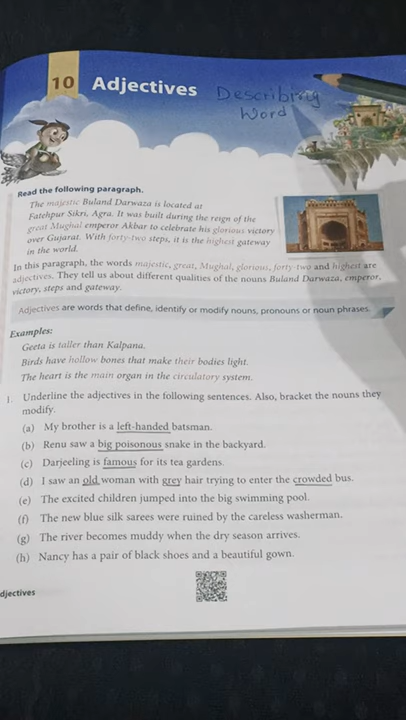 10 Adjectives
Describing
Word
Read the following paragraph.
The majestic Buland Darwaza is located at
Fatehpur Sikri, Agra. It was built during the reign of the
great Mughal emperor Akbar to celebrate his glorious victory
over Gujarat. With forty-two steps, it is the highest gateway
in the world.
In this paragraph, the words majestic, great, Mughal, glorious, forty-two and highest are
adjectives. They tell us about different qualities of the nouns Buland Darwaza, emperor,
victory, steps and gateway.
Adjectives are words that define, identify or modify nouns, pronouns or noun phrases.
Examples:
Geeta is taller than Kalpana.
Birds have hollow bones that make their bodies light.
The heart is the main organ in the circulatory system.
1. Underline the adjectives in the following sentences. Also, bracket the nouns they
modify.
(a) My brother is a left-handed batsman.
(b) Renu saw a big poisonous snake in the backyard.
(c) Darjeeling is famous for its tea gardens.
(d) I saw an old woman with grey hair trying to enter the crowded bus.
(e) The excited children jumped into the big swimming pool.
(f) The new blue silk sarees were ruined by the careless washerman.
(g) The river becomes muddy when the dry season arrives.
(h) Nancy has a pair of black shoes and a beautiful gown.
djectives